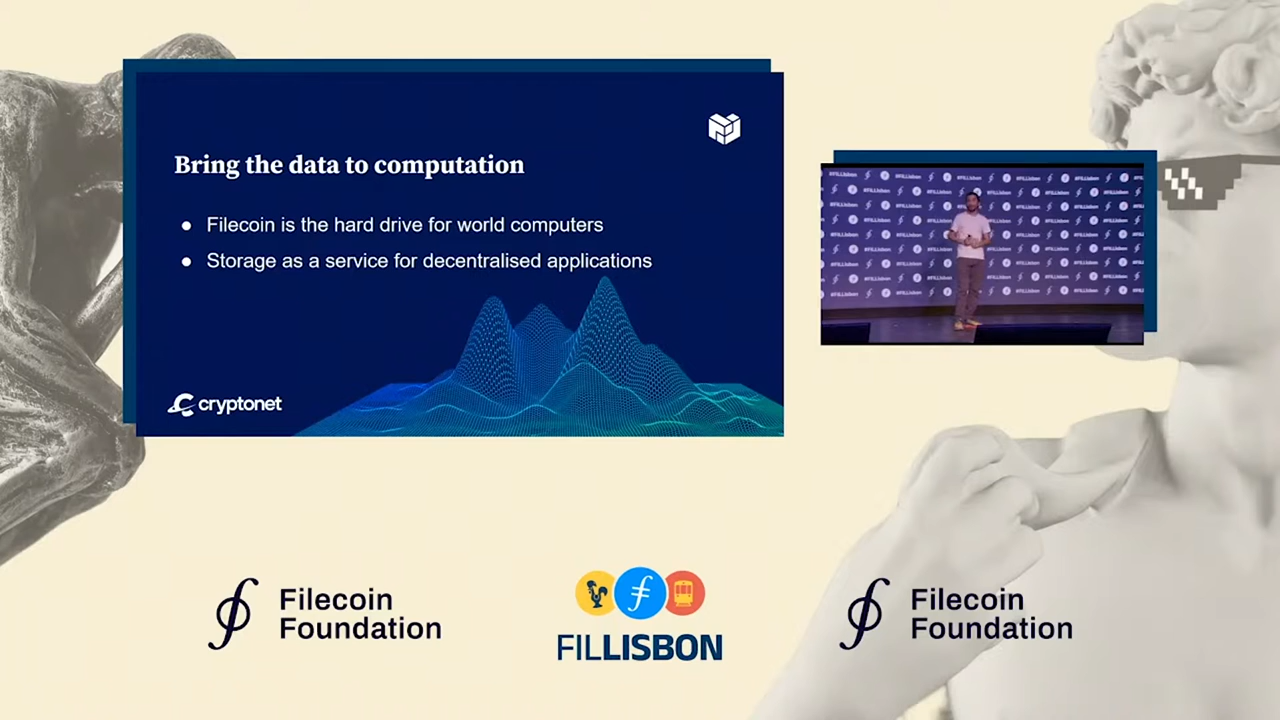 Bring the data to computation
● Filecoin is the hard drive for world computers
● Storage as a service for decentralised applications
cryptonet
#FILLisbon
Filecoin
Foundation
FILLISBON
Filecoin
Foundation